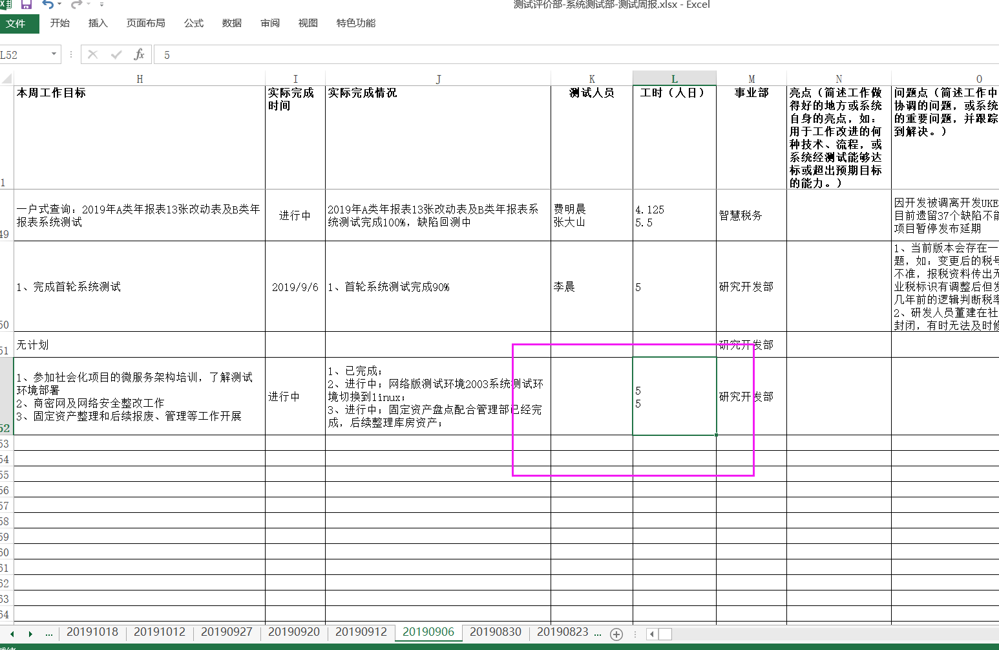 测试评价部-系统测试部-测试周报.xlsx - Excel
文件 开始 插入 页面布局 公式 数据 审阅 视图 特色功能
L52 fx 5
H I J K L M N O
1
本周工作目标
实际完成
时间
实际完成情况
测试人员
工时（人日）
事业部
亮点（简述工作做
得好的地方或系统
自身的亮点，如：
用于工作改进的何
种技术、流程，或
系统经测试能够达
标或超出预期目标
的能力。）
问题点（简述工作中
协调的问题，或系统
的重要问题，并跟踪
到解决。）
49
一户式查询：2019年A类年报表13张改动表及B类年
报表系统测试
进行中
2019年A类年报表13张改动表及B类年报表系
统测试完成100%，缺陷回测中
费明晨
张大山
4.125
5.5
智慧税务
因开发被调离开发UKE
目前遗留37个缺陷不能
项目暂停发布延期
50
1、完成首轮系统测试
2019/9/6
1、首轮系统测试完成90%
李晨
5
研究开发部
1、当前版本会存在一
题，如：变更后的税号
不准，报税资料传出无
业税标识有调整后但发
几年前的逻辑判断税率
2、研发人员董建在社
封闭，有时无法及时修
51
无计划
研究开发部
52
1、参加社会化项目的微服务架构培训，了解测试
环境部署
2、商密网及网络安全整改工作
3、固定资产整理和后续报废、管理等工作开展
进行中
1、已完成；
2、进行中；网络版测试环境2003系统测试环
境切换到linux；
3、进行中；固定资产盘点配合管理部已经完
成，后续整理库房资产；
5
5
研究开发部
53
54
55
56
57
58
59
60
61
62
63
64
... 20191018 20191012 20190927 20190920 20190912 20190906 20190830 20190823 ...